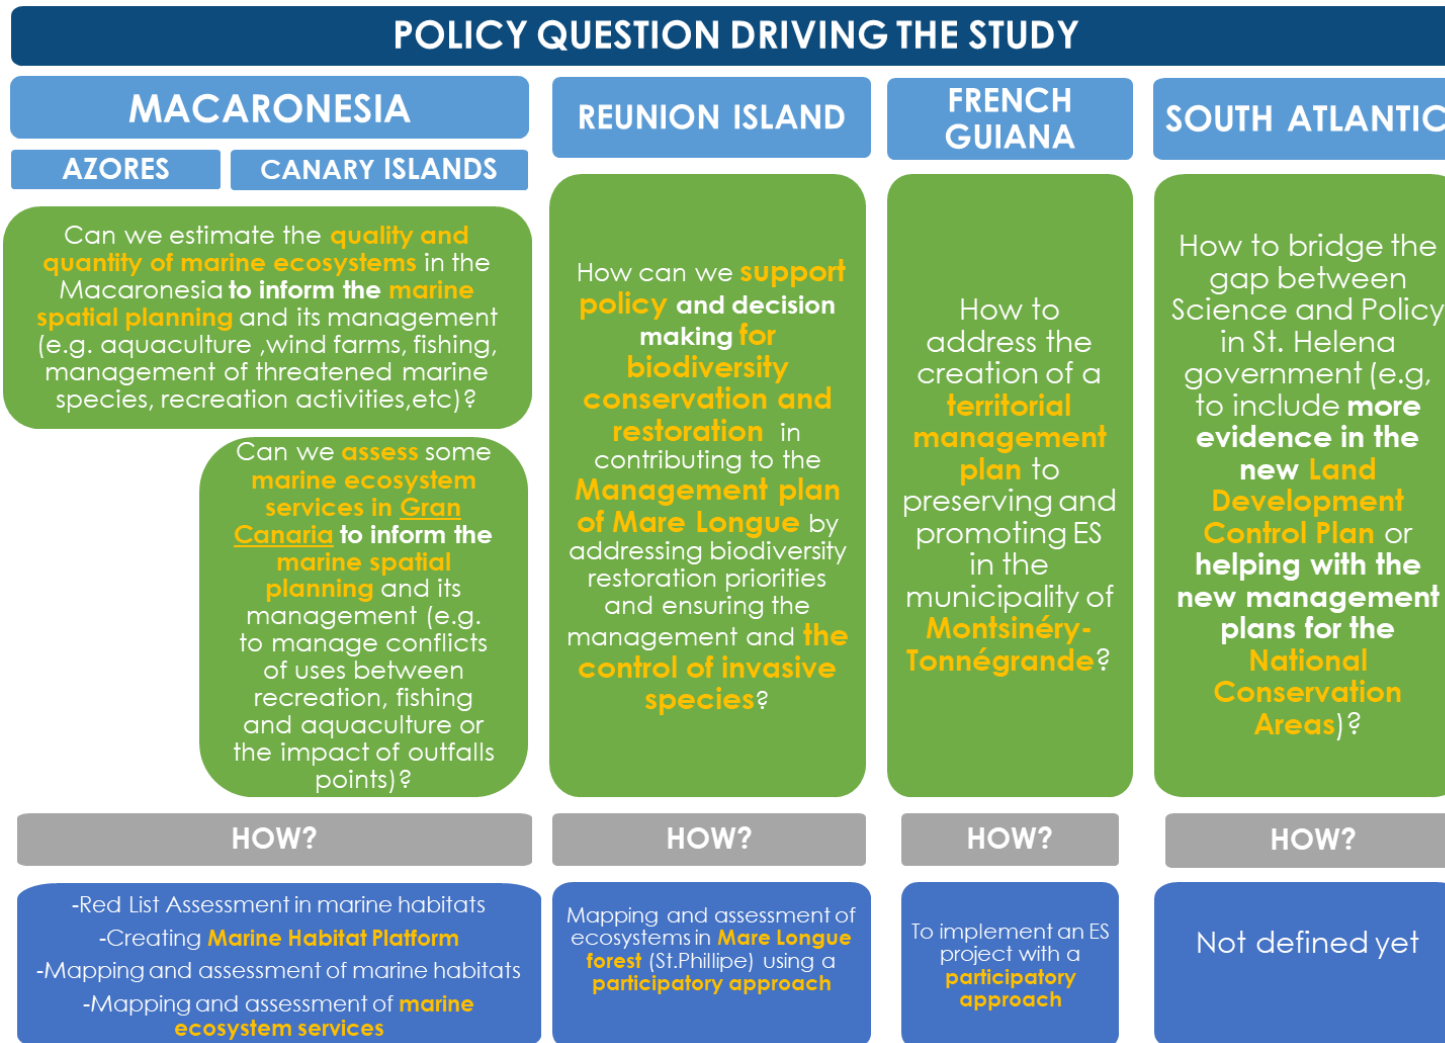 POLICY QUESTION DRIVING THE STUDY
MACARONESIA
AZORES
CANARY ISLANDS
Can we estimate the quality and
quantity of marine ecosystems in the
Macaronesia to inform the marine
spatial planning and its management
(e.g. aquaculture ,wind farms, fishing,
management of threatened marine
species, recreation activities,etc)?
Can we assess some
marine ecosystem
services in Gran
Canaria to inform the
marine spatial
planning and its
management (e.g.
to manage conflicts
of uses between
recreation, fishing
and aquaculture or
the impact of outfalls
points)?
HOW?
-Red List Assessment in marine habitats
-Creating Marine Habitat Platform
-Mapping and assessment of marine habitats
-Mapping and assessment of marine
ecosystem services
REUNION ISLAND
How can we support
policy and decision
making for
biodiversity
conservation and
restoration in
contributing to the
Management plan
of Mare Longue by
addressing biodiversity
restoration priorities
and ensuring the
management and the
control of invasive
species?
HOW?
Mapping and assessment of
ecosystems in Mare Longue
forest (St.Phillipe) using a
participatory approach
FRENCH
GUIANA
How to
address the
creation of a
territorial
management
plan to
preserving and
promoting ES
in the
municipality of
Montsinéry-
Tonnégrande?
HOW?
To implement an ES
project with a
participatory
approach
SOUTH ATLANTIC
How to bridge the
gap between
Science and Policy
in St. Helena
government (e.g,
to include more
evidence in the
new Land
Development
Control Plan or
helping with the
new management
plans for the
National
Conservation
Areas)?
HOW?
Not defined yet